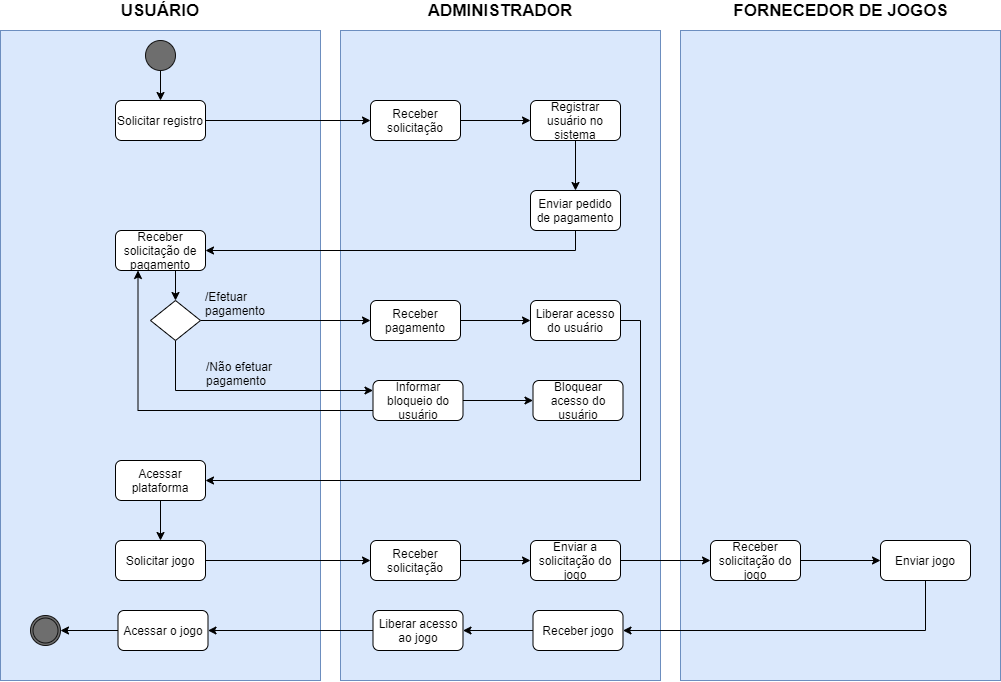 USUÁRIO
ADMINISTRADOR
FORNECEDOR DE JOGOS
Solicitar registro
Receber
solicitação
Registrar
usuário no
sistema
Enviar pedido
de pagamento
Receber
solicitação de
pagamento
/Efetuar
pagamento
Receber
pagamento
Liberar acesso
do usuário
/Não efetuar
pagamento
Informar
bloqueio do
usuário
Bloquear
acesso do
usuário
Acessar
plataforma
Solicitar jogo
Receber
solicitação
Enviar a
solicitação do
jogo
Receber
solicitação do
jogo
Enviar jogo
Acessar o jogo
Liberar acesso
ao jogo
Receber jogo